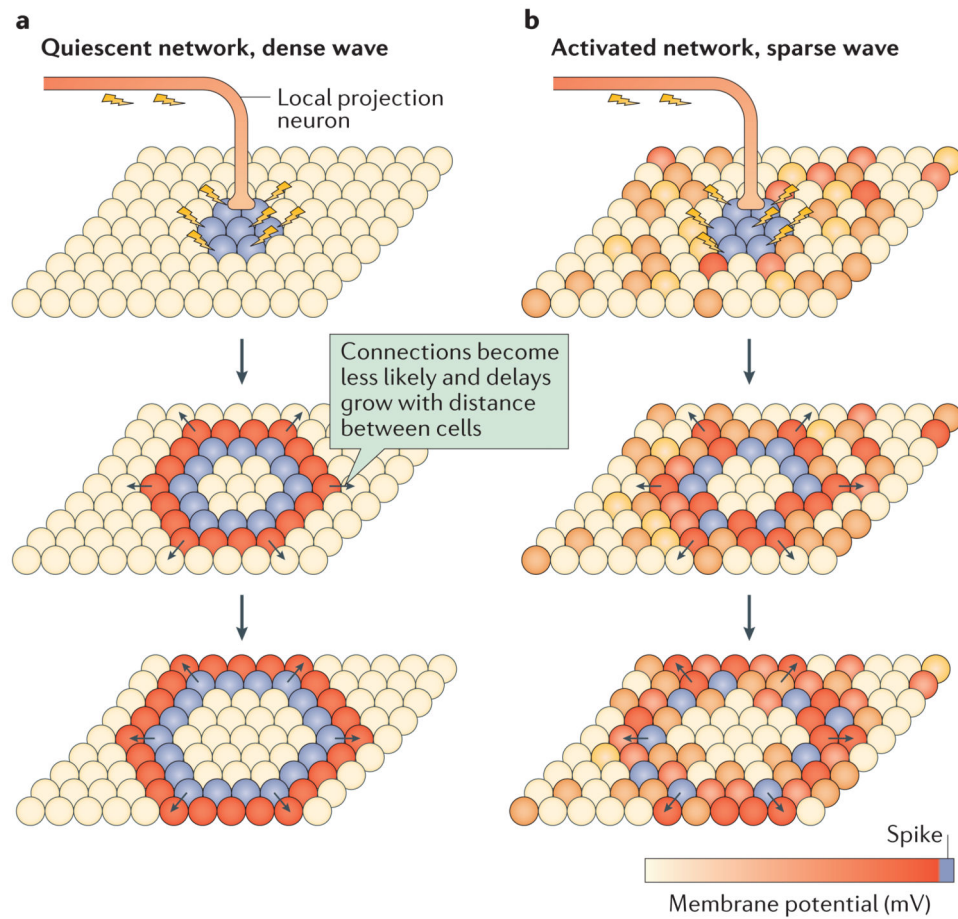 a
Quiescent network, dense wave
Local projection
neuron
b
Activated network, sparse wave
Connections become
less likely and delays
grow with distance
between cells
Spike
Membrane potential (mV)